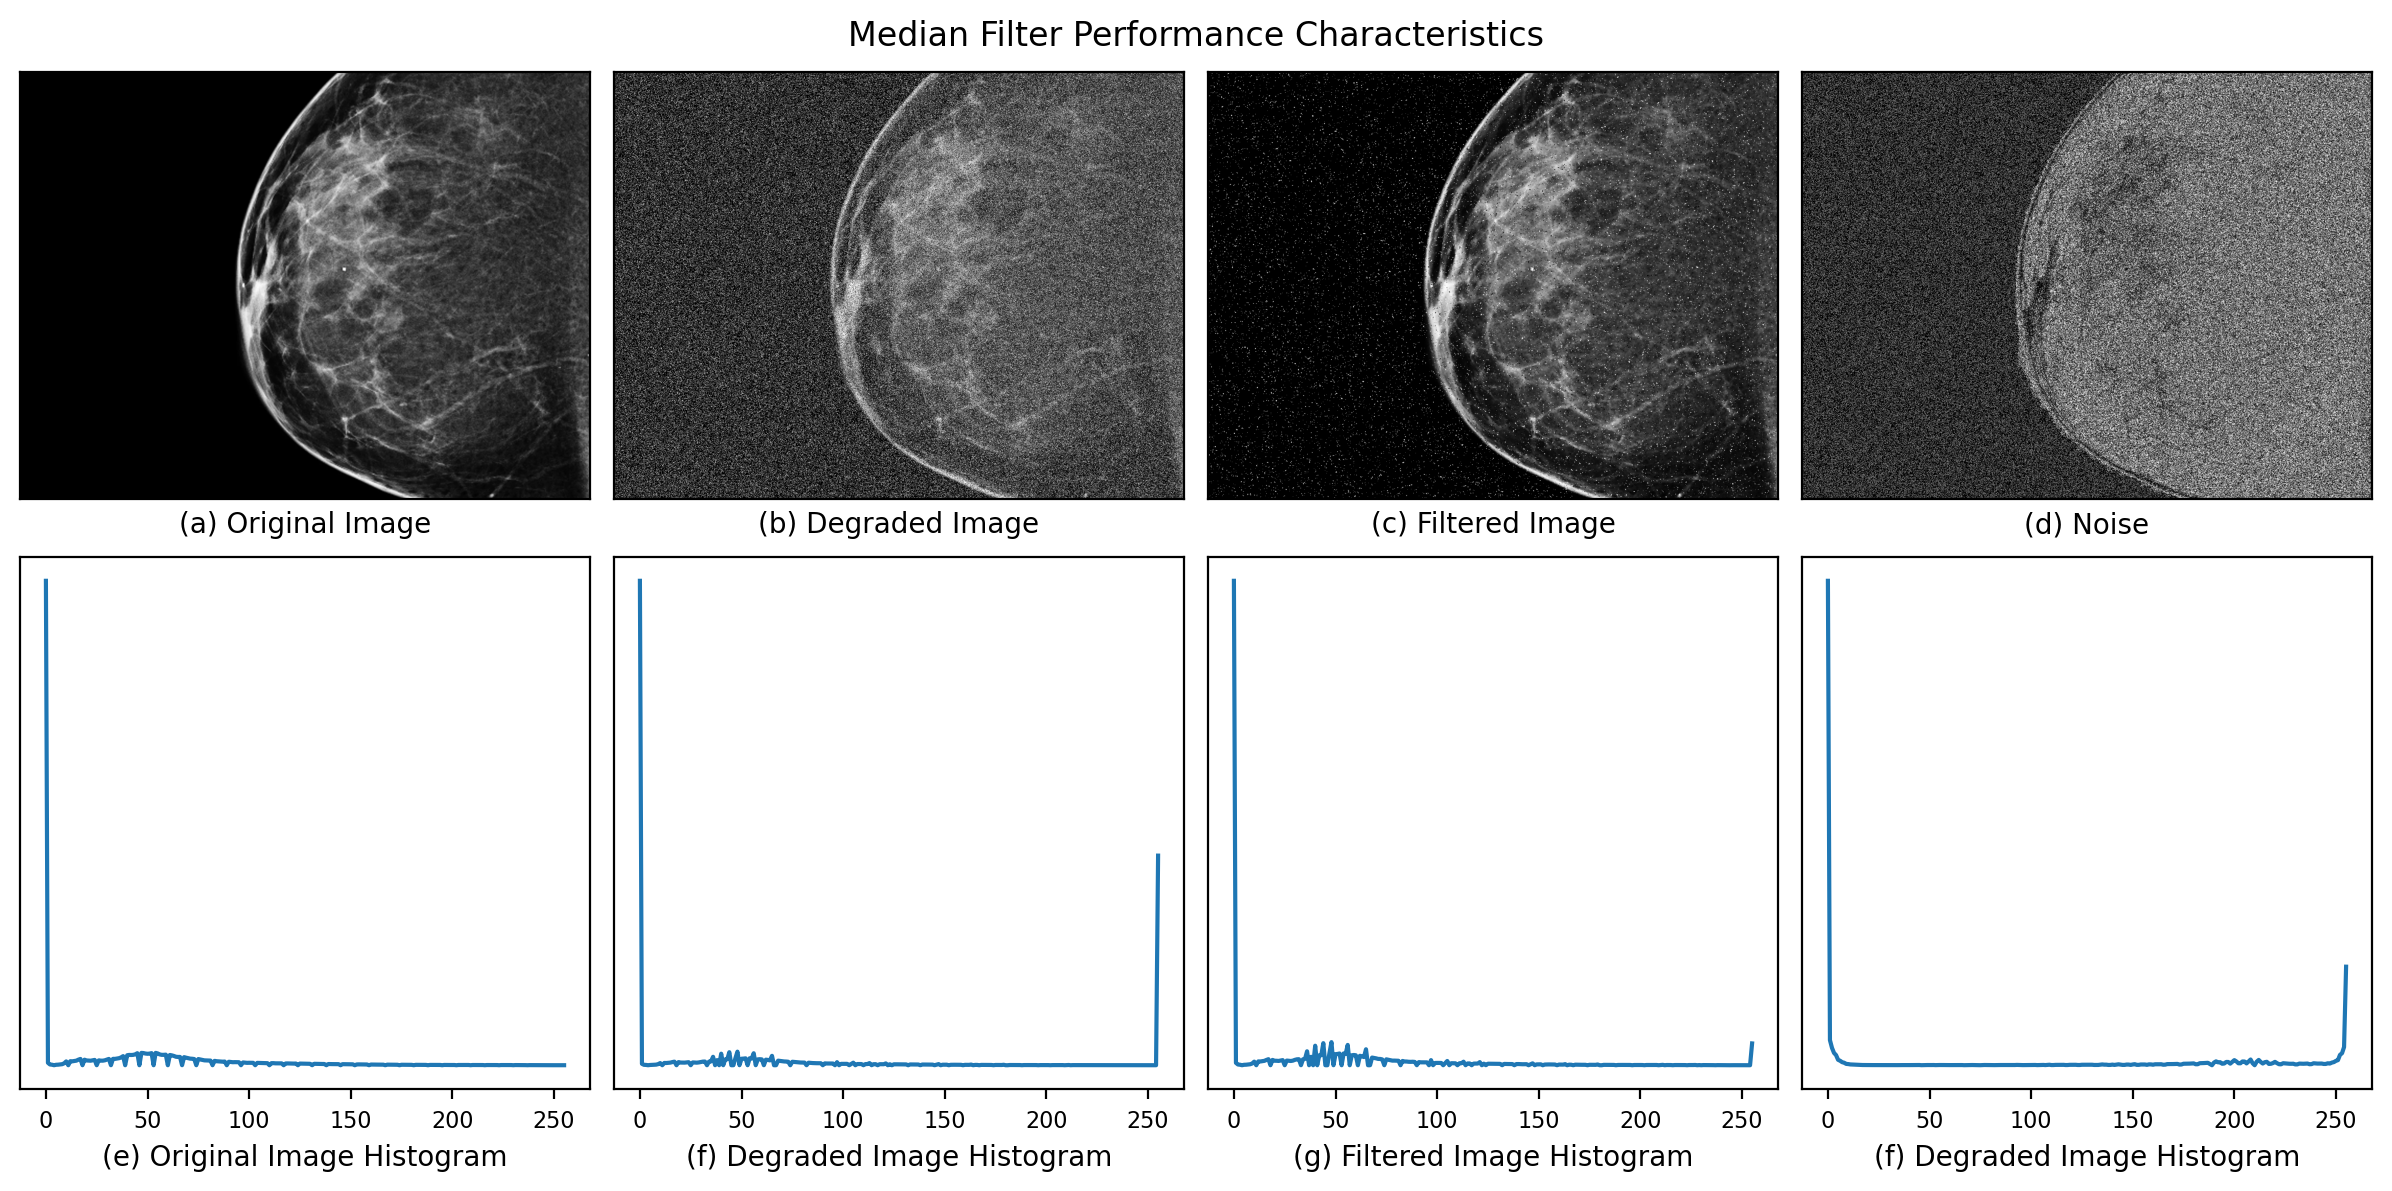 Median Filter Performance Characteristics
(a) Original Image
(b) Degraded Image
(c) Filtered Image
(d) Noise
0 50 100 150 200 250
0 50 100 150 200 250
0 50 100 150 200 250
0 50 100 150 200 250
(e) Original Image Histogram
(f) Degraded Image Histogram
(g) Filtered Image Histogram
(f) Degraded Image Histogram